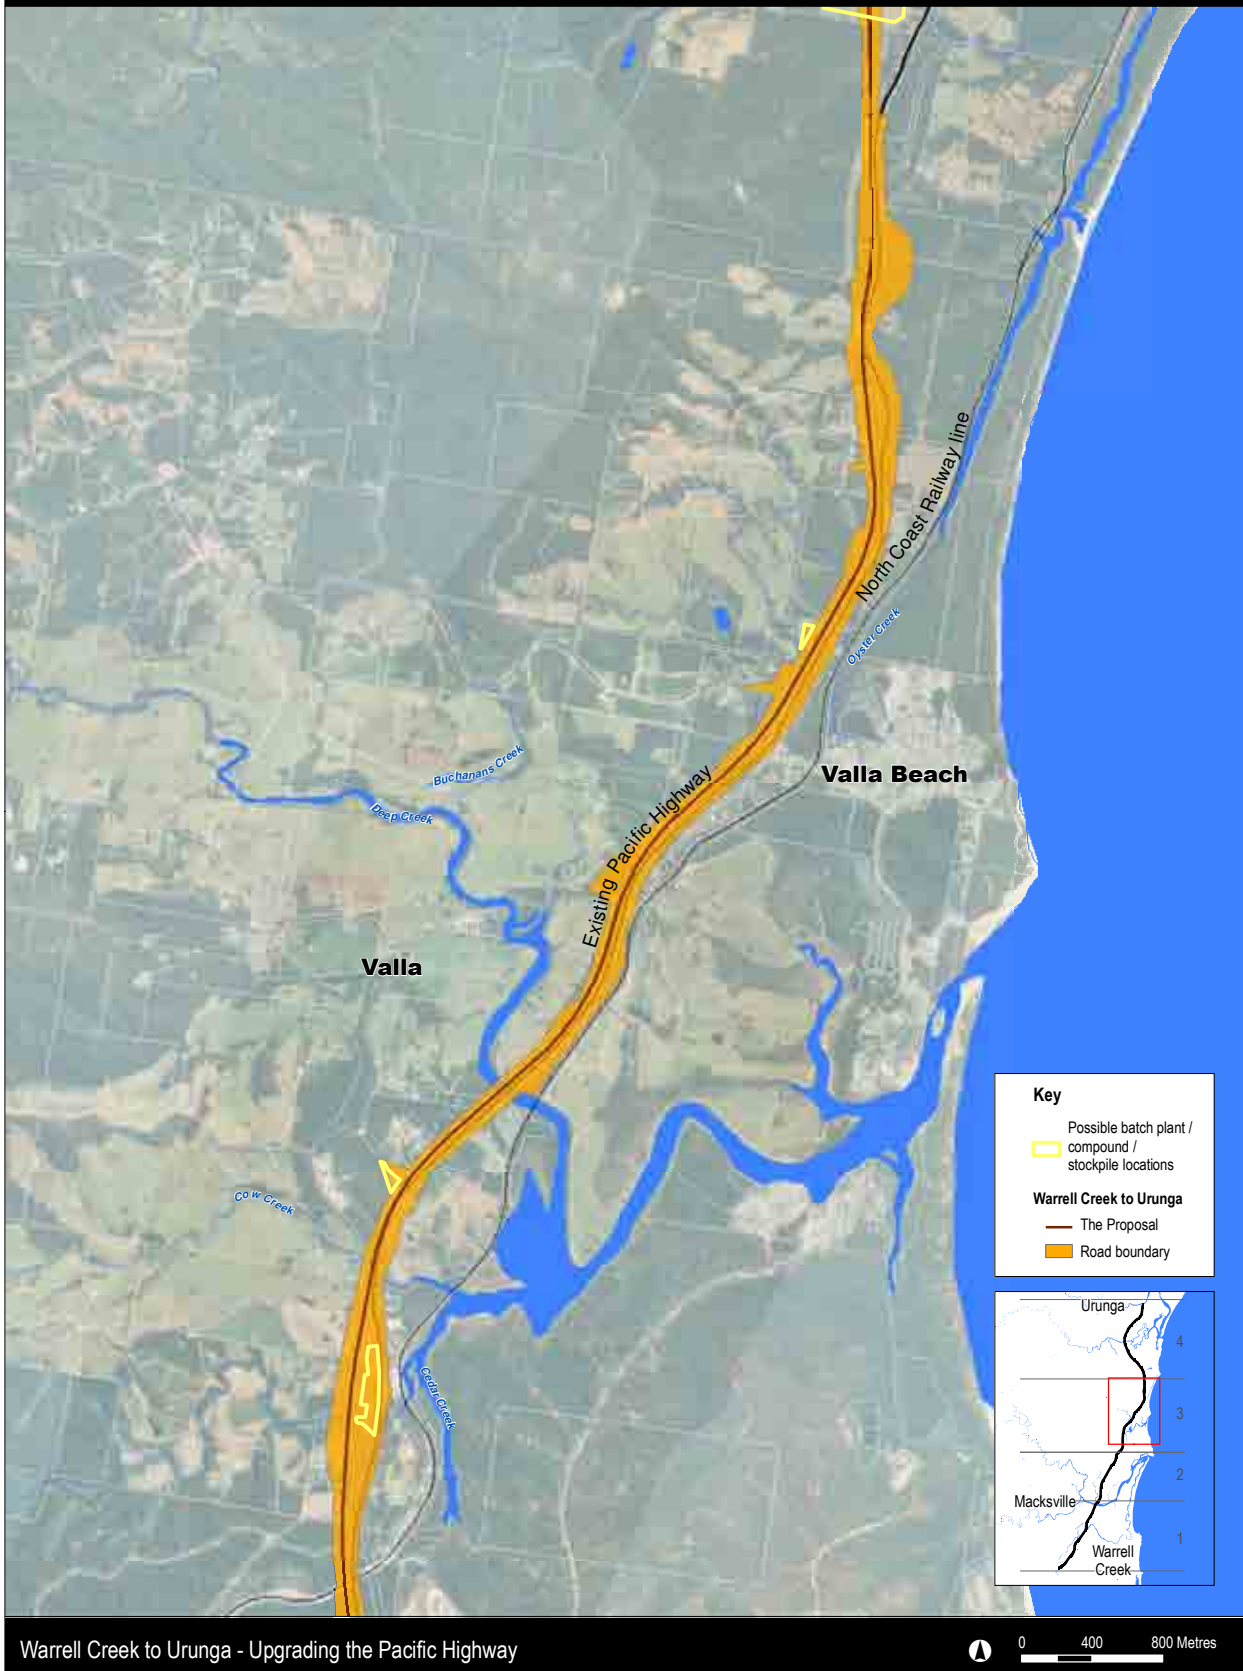 North Coast Railway line
Oyster Creek
Valla Beach
Buchanans Creek
Deep Creek
Existing Pacific Highway
Valla
Cow Creek
Cedar Creek
Key
Possible batch plant /
compound /
stockpile locations
Warrell Creek to Urunga
The Proposal
Road boundary
Urunga
4
3
2
Macksville
1
Warrell
Creek
Warrell Creek to Urunga - Upgrading the Pacific Highway
0 400 800 Metres